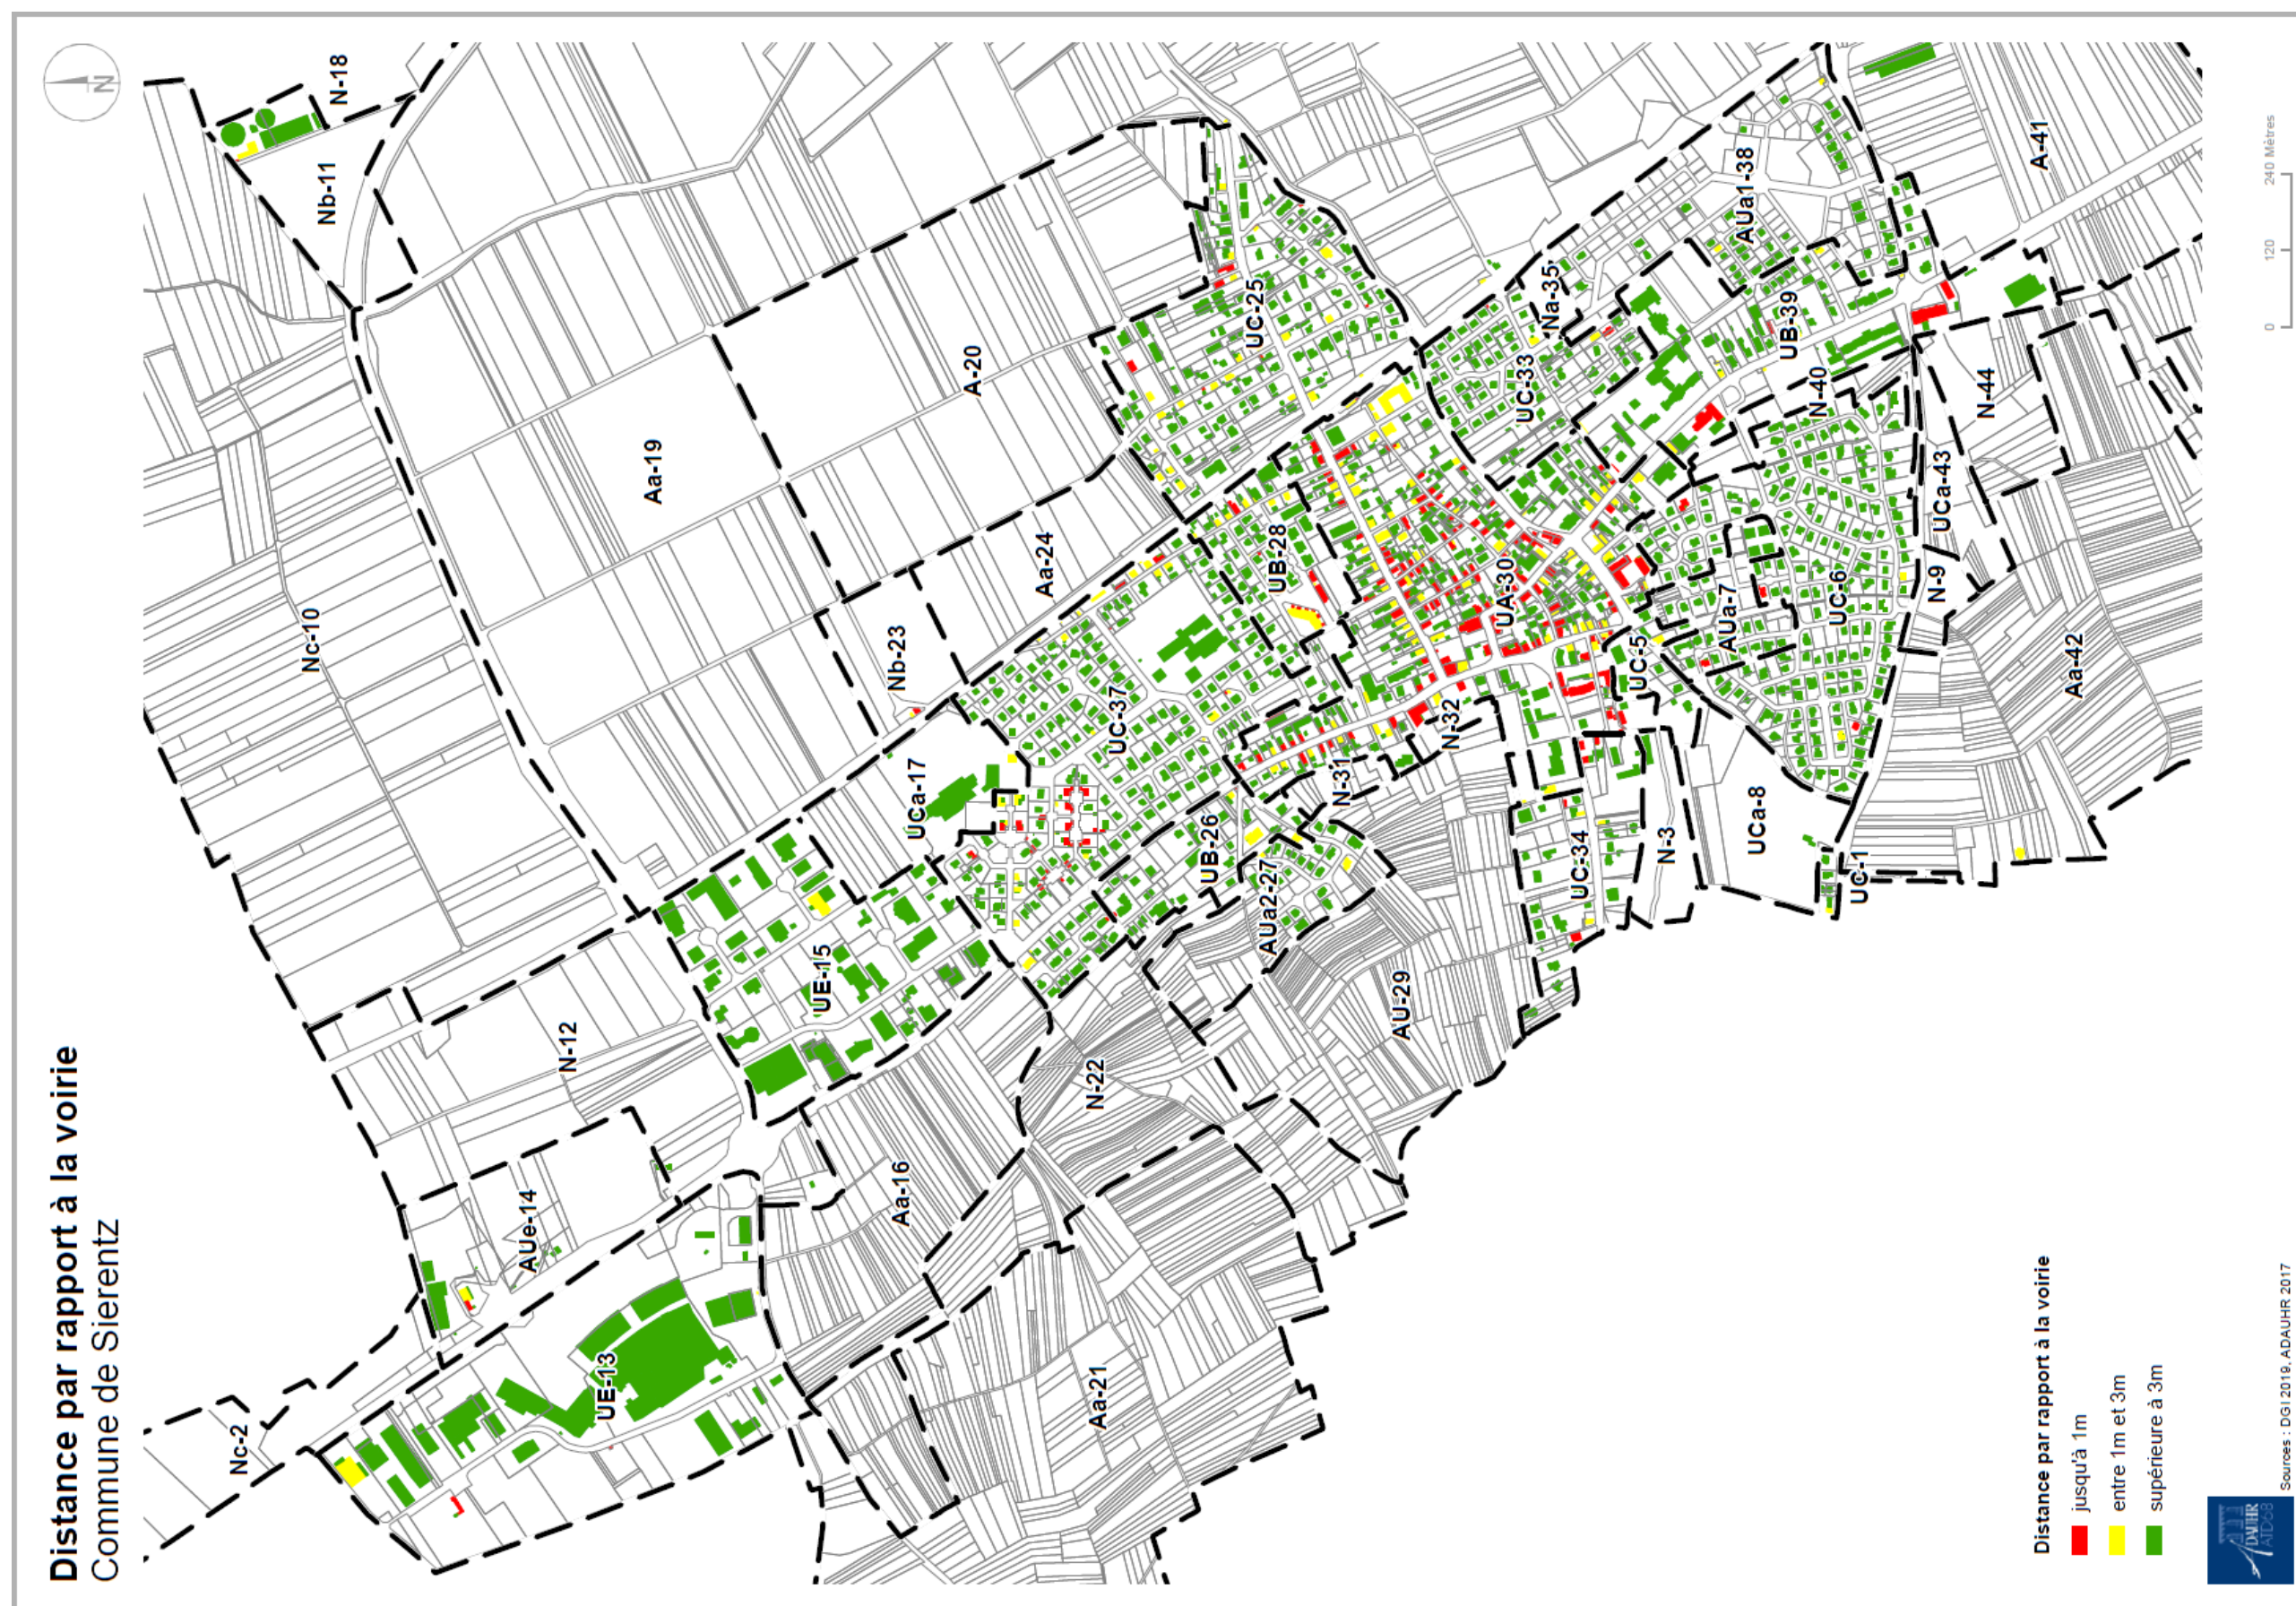 Distance par rapport à la voirie
Commune de Sierentz
N
Nc-2
UE-13
AUe-14
N-12
Nc-10
Nb-11
N-18
Aa-19
A-20
Aa-24
Nb-23
UCa-17
UE-15
Aa-16
Aa-21
N-22
AU-29
AUa2-27
UB-26
UC-37
N-31
N-32
UB-28
UA-30
UC-25
UC-33
Na-35
AUa1-38
UB-39
N-40
A-41
N-44
UCa-43
N-9
Aa-42
UC-6
AUa-7
UC-5
UC-34
N-3
UCa-8
UC-1
Distance par rapport à la voirie
jusqu'à 1m
entre 1m et 3m
supérieure à 3m
0 120 240 Mètres
ADAUHR
ATD68
Sources : DGI 2019, ADAUHR 2017